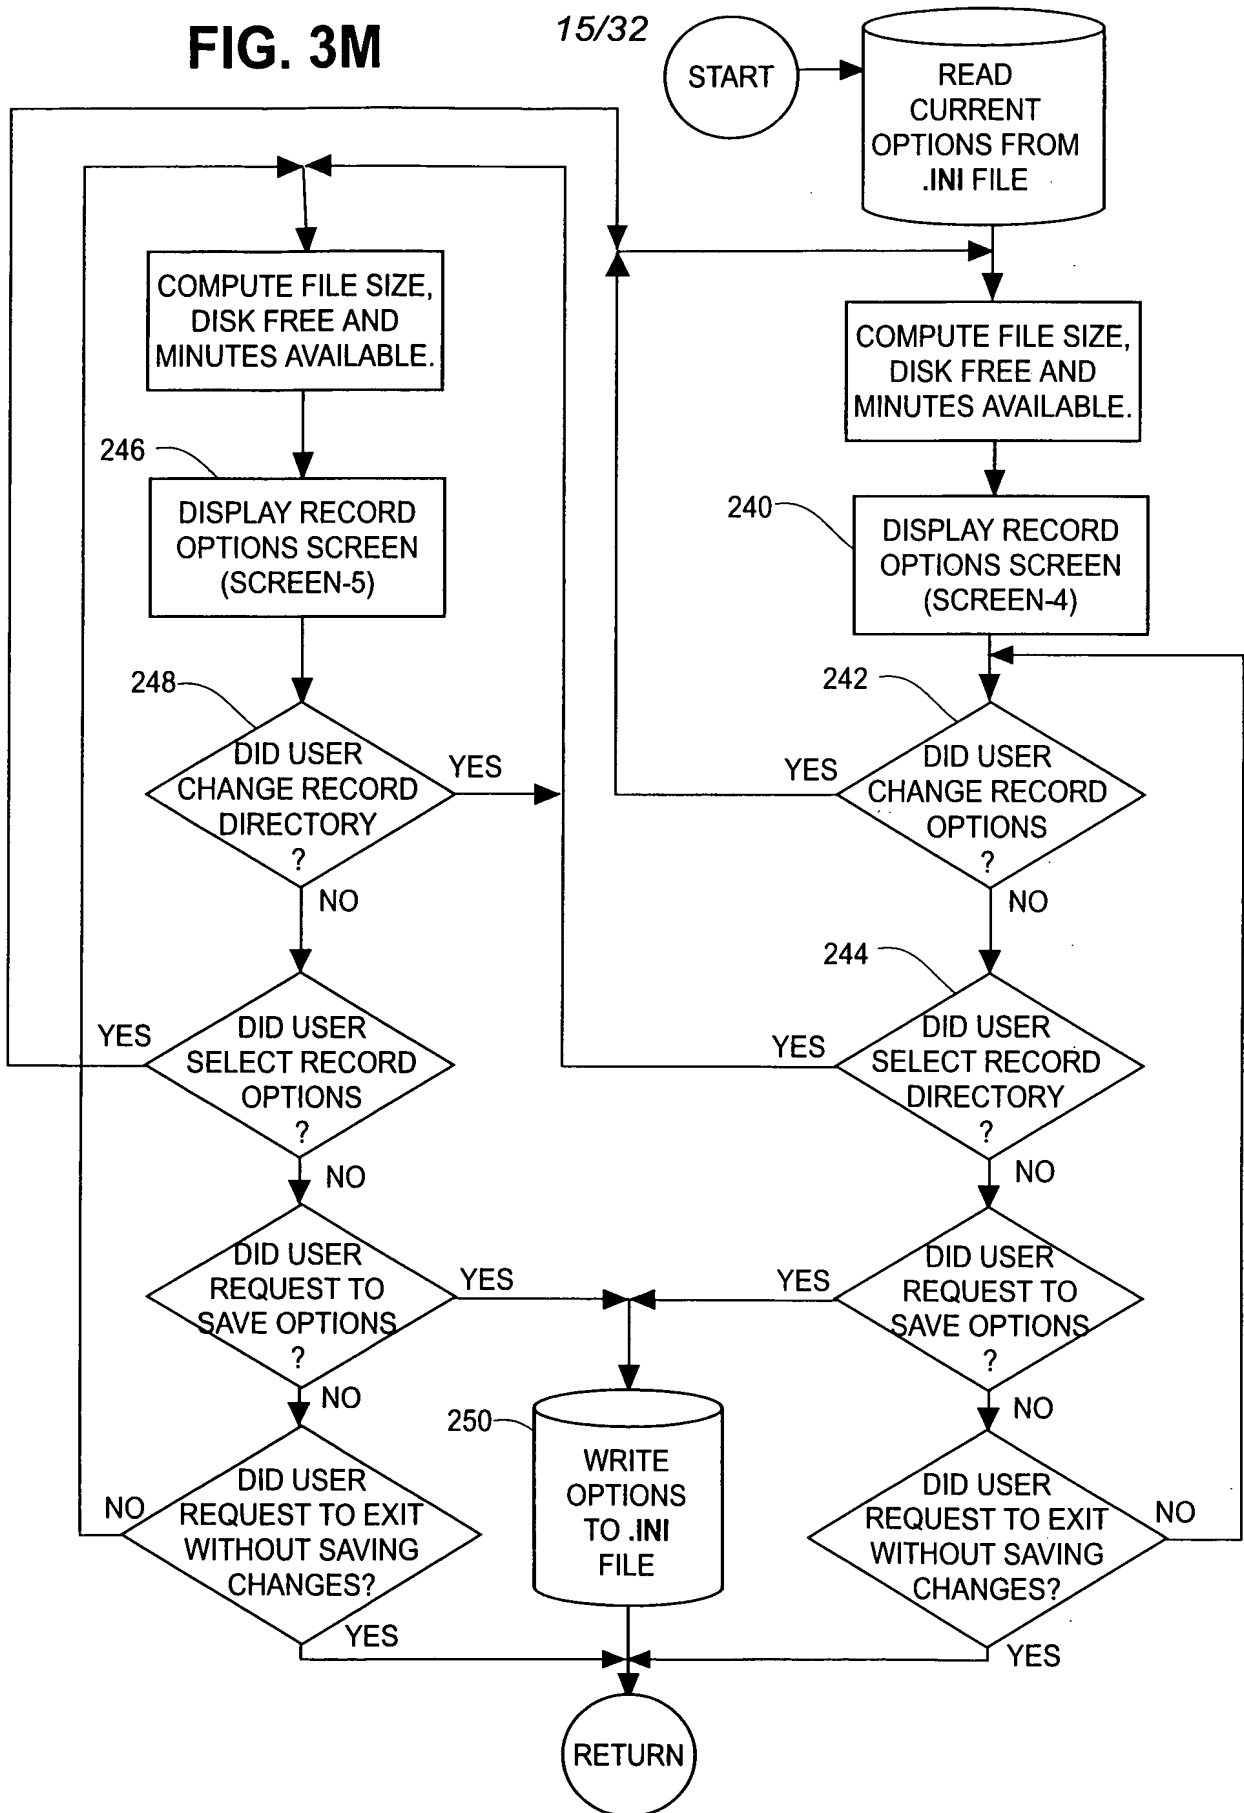 FIG. 3M
15/32
START
READ
CURRENT
OPTIONS FROM
.INI FILE
COMPUTE FILE SIZE,
DISK FREE AND
MINUTES AVAILABLE.
COMPUTE FILE SIZE,
DISK FREE AND
MINUTES AVAILABLE.
246
DISPLAY RECORD
OPTIONS SCREEN
(SCREEN-5)
240
DISPLAY RECORD
OPTIONS SCREEN
(SCREEN-4)
248
DID USER
CHANGE RECORD
DIRECTORY
?
YES
NO
242
DID USER
CHANGE RECORD
OPTIONS
?
YES
NO
YES
DID USER
SELECT RECORD
OPTIONS
?
NO
244
YES
DID USER
SELECT RECORD
DIRECTORY
?
NO
DID USER
REQUEST TO
SAVE OPTIONS
?
YES
NO
YES
DID USER
REQUEST TO
SAVE OPTIONS
?
NO
250
WRITE
OPTIONS
TO .INI
FILE
NO
DID USER
REQUEST TO EXIT
WITHOUT SAVING
CHANGES?
YES
DID USER
REQUEST TO EXIT
WITHOUT SAVING
CHANGES?
NO
YES
RETURN